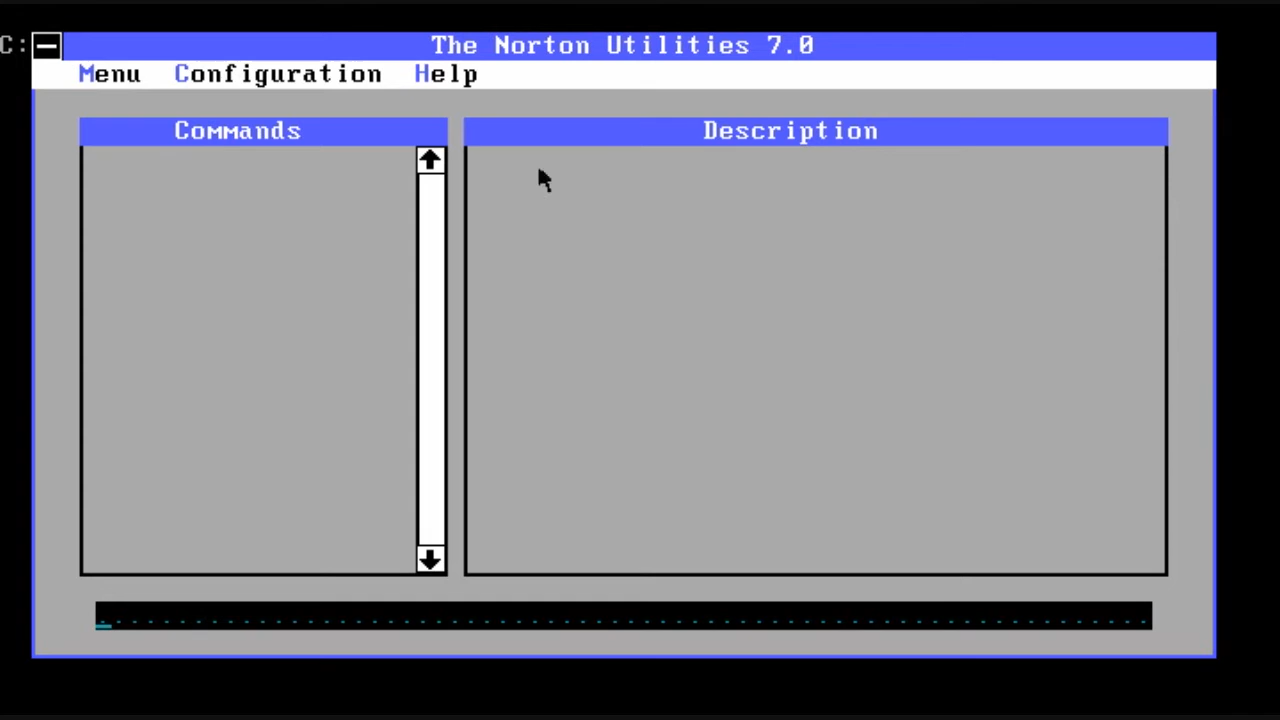 C:
The Norton Utilities 7.0
Menu Configuration Help
Commands
Description